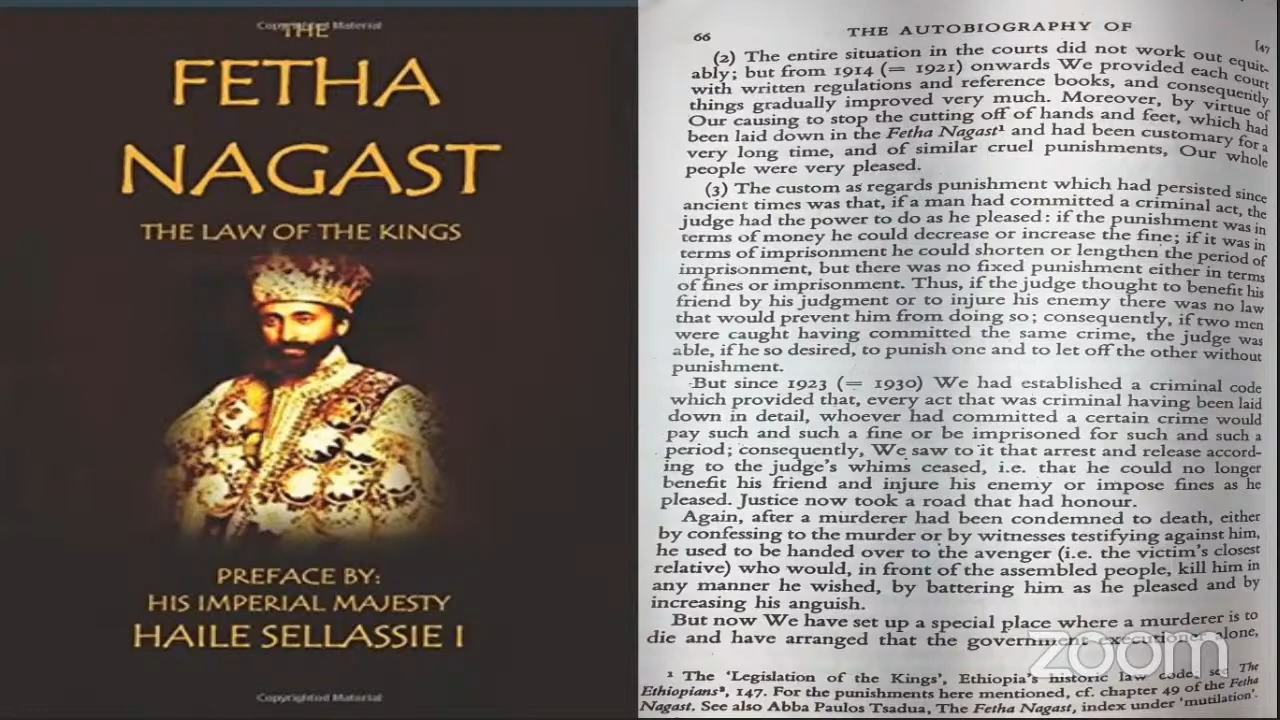 Copyrighted Material
THE
FETHA
NAGAST
THE LAW OF THE KINGS
PREFACE BY:
HIS IMPERIAL MAJESTY
HAILE SELLASSIE I
Copyrighted Material
66
THE AUTOBIOGRAPHY OF
[47
(2) The entire situation in the courts did not work out equit-
ably; but from 1914 (= 1921) onwards We provided each court
with written regulations and reference books, and consequently
things gradually improved very much. Moreover, by virtue of
Our causing to stop the cutting off of hands and feet, which had
been laid down in the Fetha Nagast¹ and had been customary for a
very long time, and of similar cruel punishments, Our whole
people were very pleased.
(3) The custom as regards punishment which had persisted since
ancient times was that, if a man had committed a criminal act, the
judge had the power to do as he pleased: if the punishment was in
terms of money he could decrease or increase the fine; if it was in
terms of imprisonment he could shorten or lengthen the period of
imprisonment, but there was no fixed punishment either in terms
of fines or imprisonment. Thus, if the judge thought to benefit his
friend by his judgment or to injure his enemy there was no law
that would prevent him from doing so; consequently, if two men
were caught having committed the same crime, the judge was
able, if he so desired, to punish one and to let off the other without
punishment.
But since 1923 (= 1930) We had established a criminal code
which provided that, every act that was criminal having been laid
down in detail, whoever had committed a certain crime would
pay such and such a fine or be imprisoned for such and such a
period; consequently, We saw to it that arrest and release accord-
ing to the judge's whims ceased, i.e. that he could no longer
benefit his friend and injure his enemy or impose fines as he
pleased. Justice now took a road that had honour.
Again, after a murderer had been condemned to death, either
by confessing to the murder or by witnesses testifying against him,
he used to be handed over to the avenger (i.e. the victim's closest
relative) who would, in front of the assembled people, kill him in
any manner he wished, by battering him as he pleased and by
increasing his anguish.
But now We have set up a special place where a murderer is to
die and have arranged that the government executioner alone,
zoom
¹ The 'Legislation of the Kings', Ethiopia's historic law code; see The
Ethiopians², 147. For the punishments here mentioned, cf. chapter 49 of the Fetha
Nagast. See also Abba Paulos Tsadua, The Fetha Nagast, index under 'mutilation'.